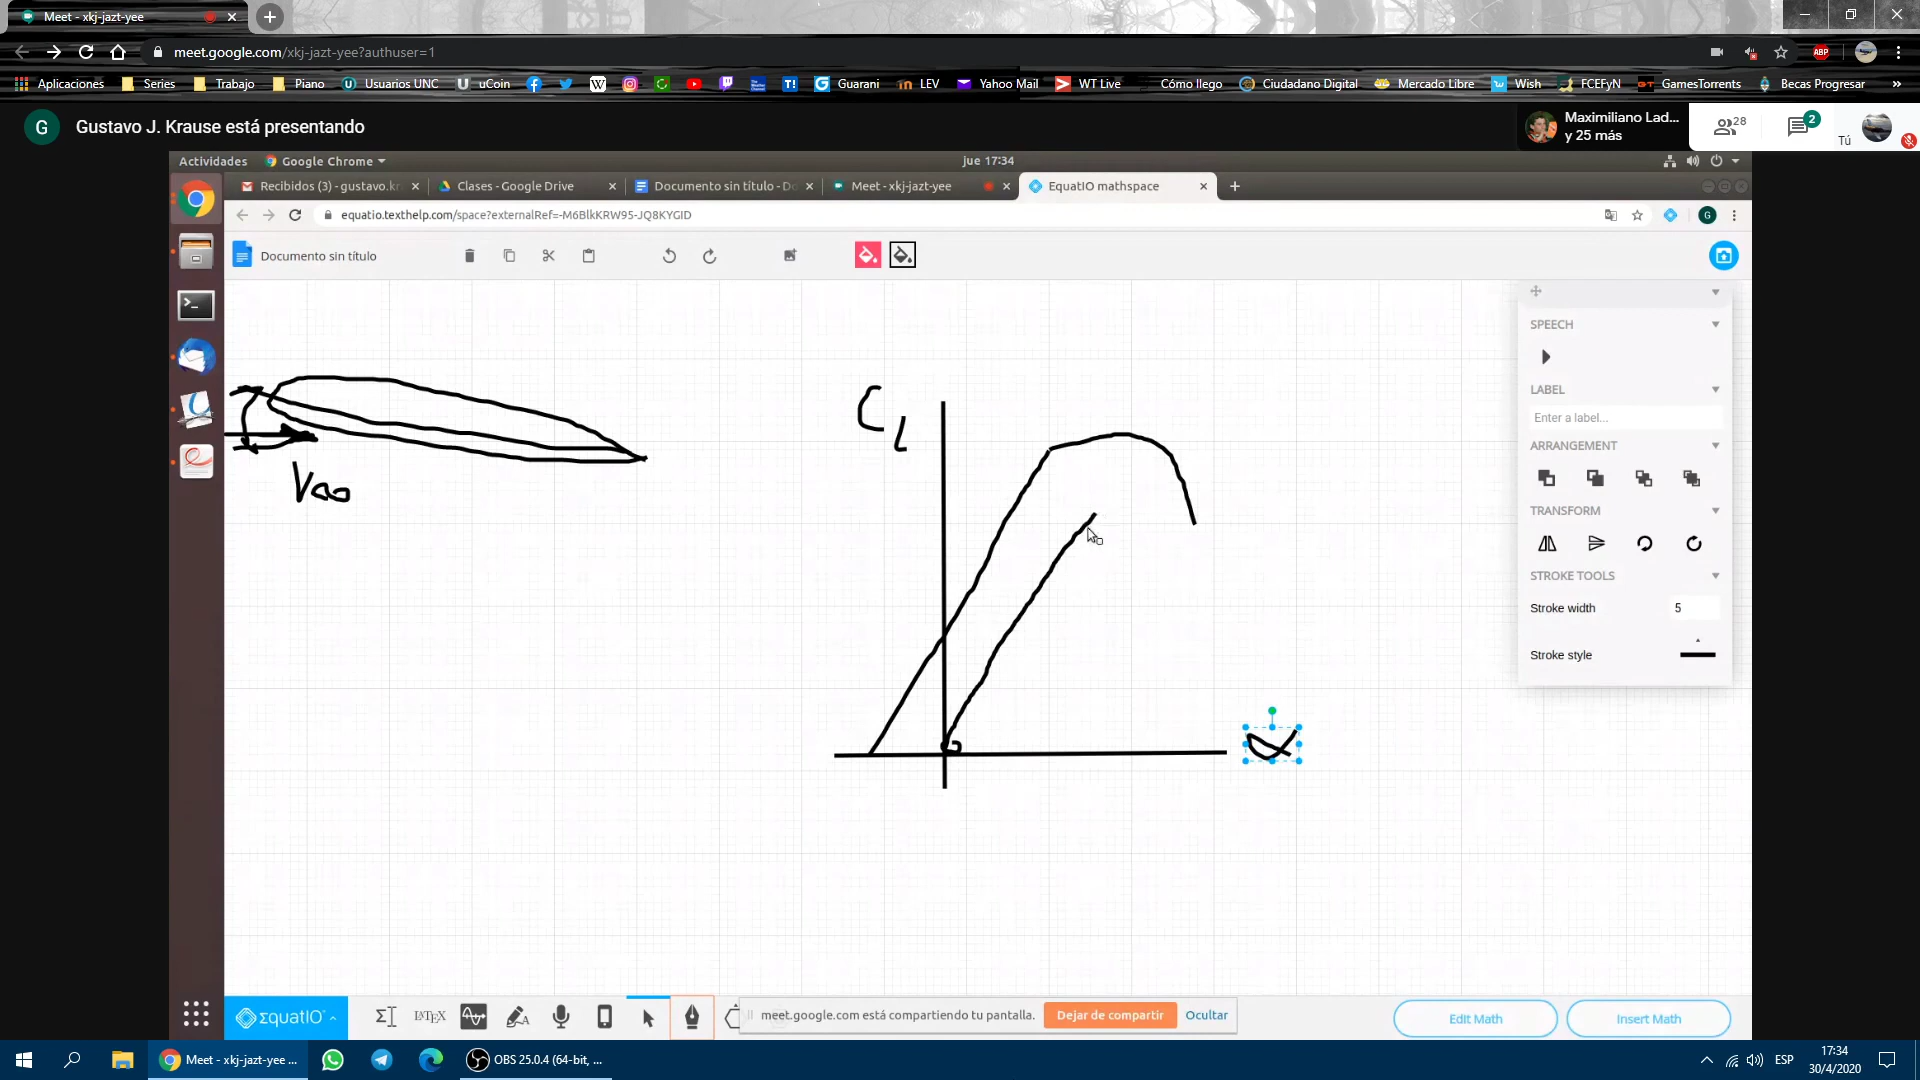 Meet - xkj-jazt-yee
meet.google.com/xkj-jazt-yee?authuser=1
ABP
Aplicaciones Series Trabajo Piano Usuarios UNC uCoin Guarani LEV Yahoo Mail WT Live Cómo llego Ciudadano Digital Mercado Libre Wish FCEFyN GamesTorrents Becas Progresar »
G Gustavo J. Krause está presentando
Maximiliano Lad...
y 25 más
28
2
Tú
Actividades Google Chrome jue 17:34
Recibidos (3) - gustavo.kr Clases - Google Drive Documento sin título - Do Meet - xkj-jazt-yee EquatIO mathspace
equatio.texthelp.com/space?externalRef=-M6BlkKRW95-JQ8KYGID
G
Documento sin título
SPEECH
LABEL
Enter a label...
ARRANGEMENT
TRANSFORM
STROKE TOOLS
Stroke width 5
Stroke style
C l
V∞
α
ΣquatIO
LATEX
meet.google.com está compartiendo tu pantalla. Dejar de compartir Ocultar
Edit Math Insert Math
Meet - xkj-jazt-yee ... OBS 25.0.4 (64-bit, ... ESP
17:34
30/4/2020